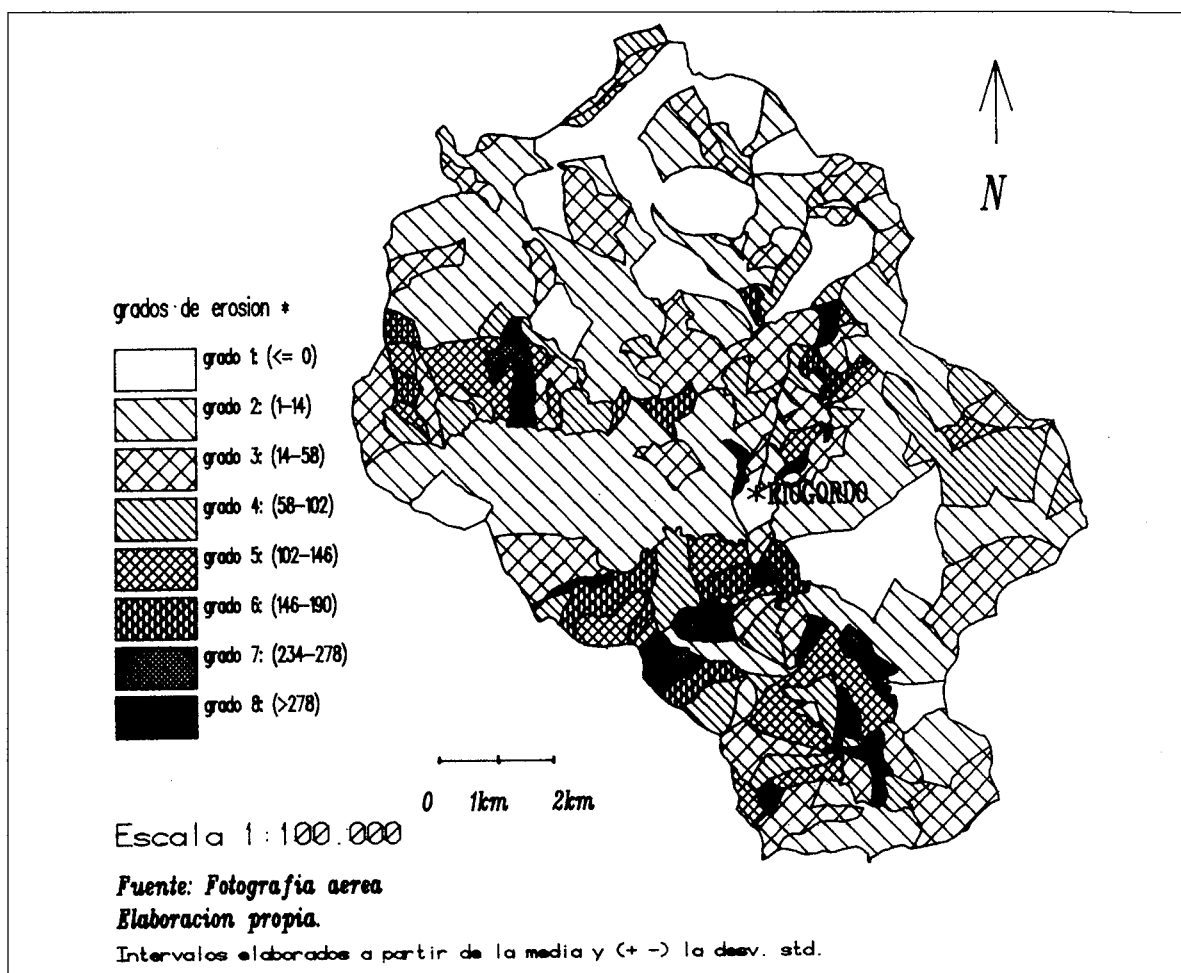 N
grados de erosion *
grado 1: (<= 0)
grado 2: (1-14)
grado 3: (14-58)
grado 4: (58-102)
grado 5: (102-146)
grado 6: (146-190)
grado 7: (234-278)
grado 8: (>278)
*RIOGORDO
0 1km 2km
Escala 1:100.000
Fuente: Fotografia aerea
Elaboracion propia.
Intervalos elaborados a partir de la media y (+ -) la desv. std.